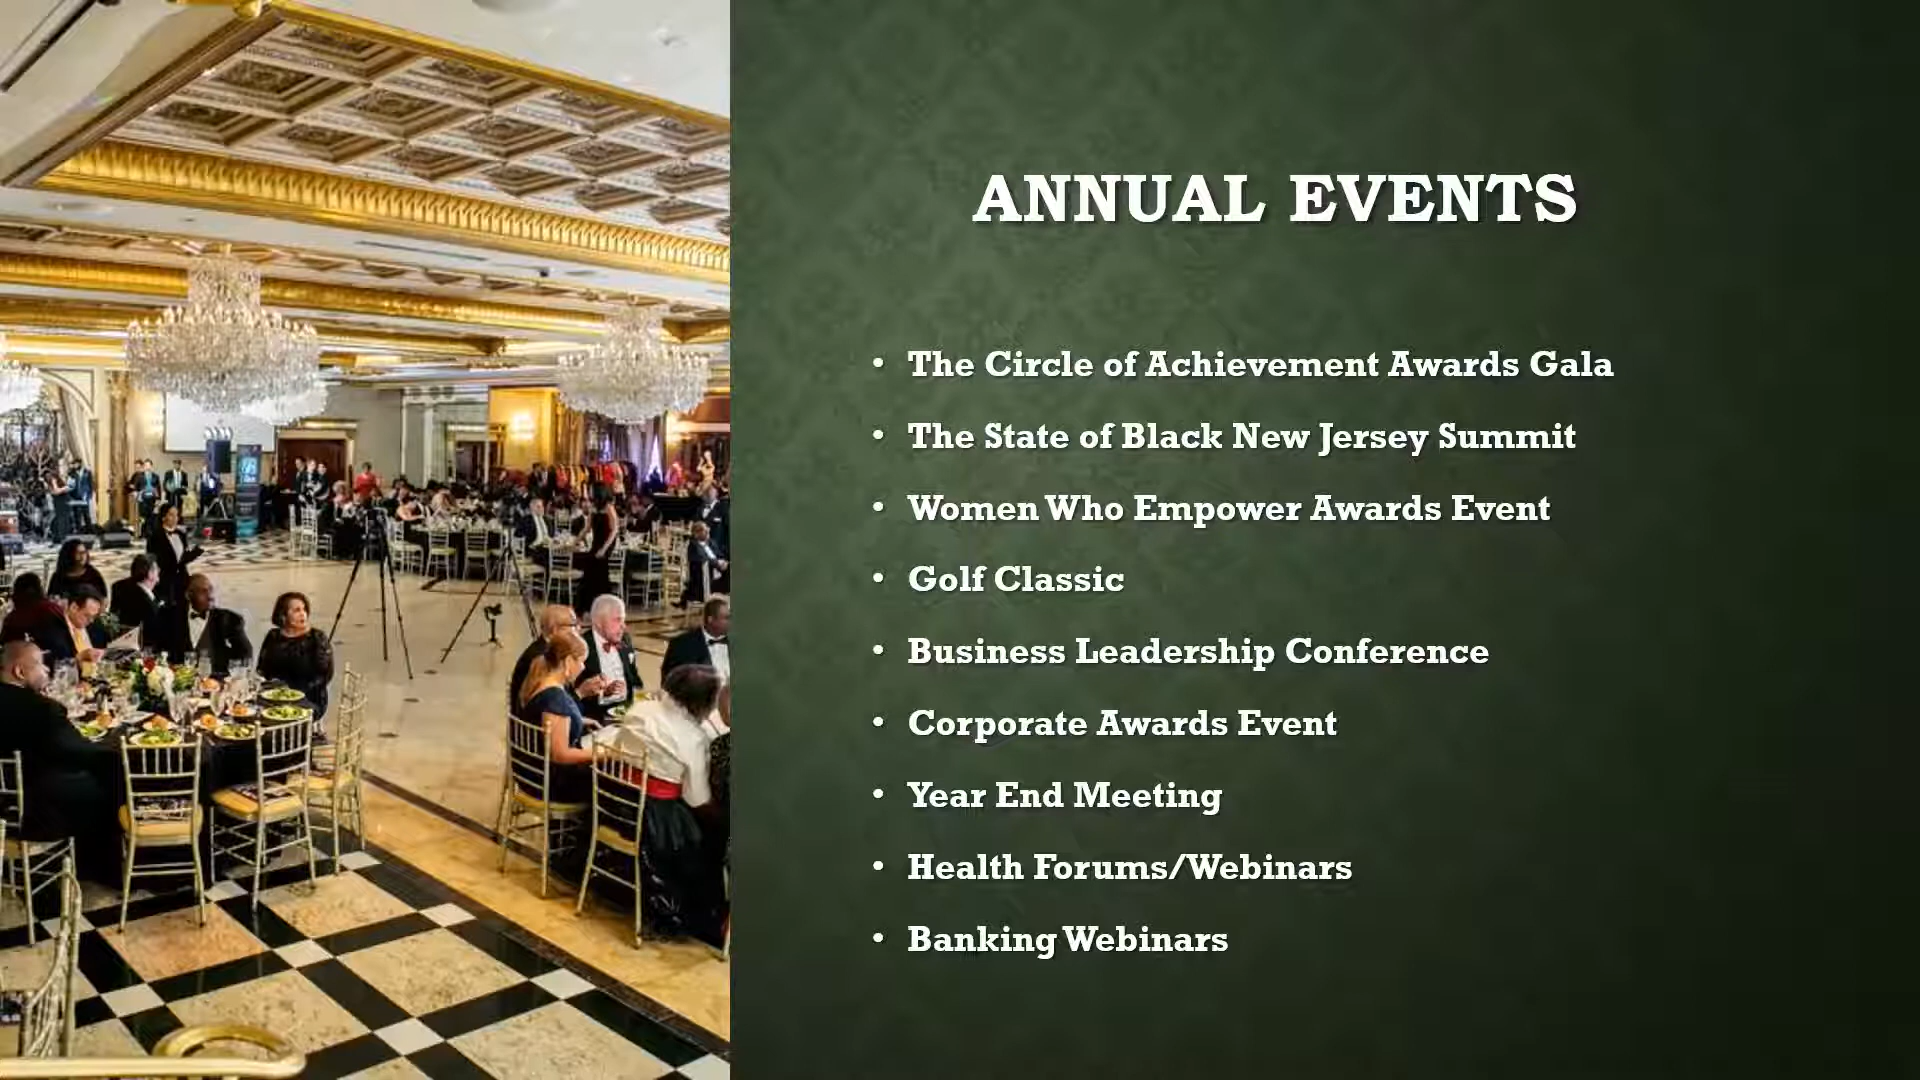 ANNUAL EVENTS
• The Circle of Achievement Awards Gala
• The State of Black New Jersey Summit
• Women Who Empower Awards Event
• Golf Classic
• Business Leadership Conference
• Corporate Awards Event
• Year End Meeting
• Health Forums/Webinars
• Banking Webinars